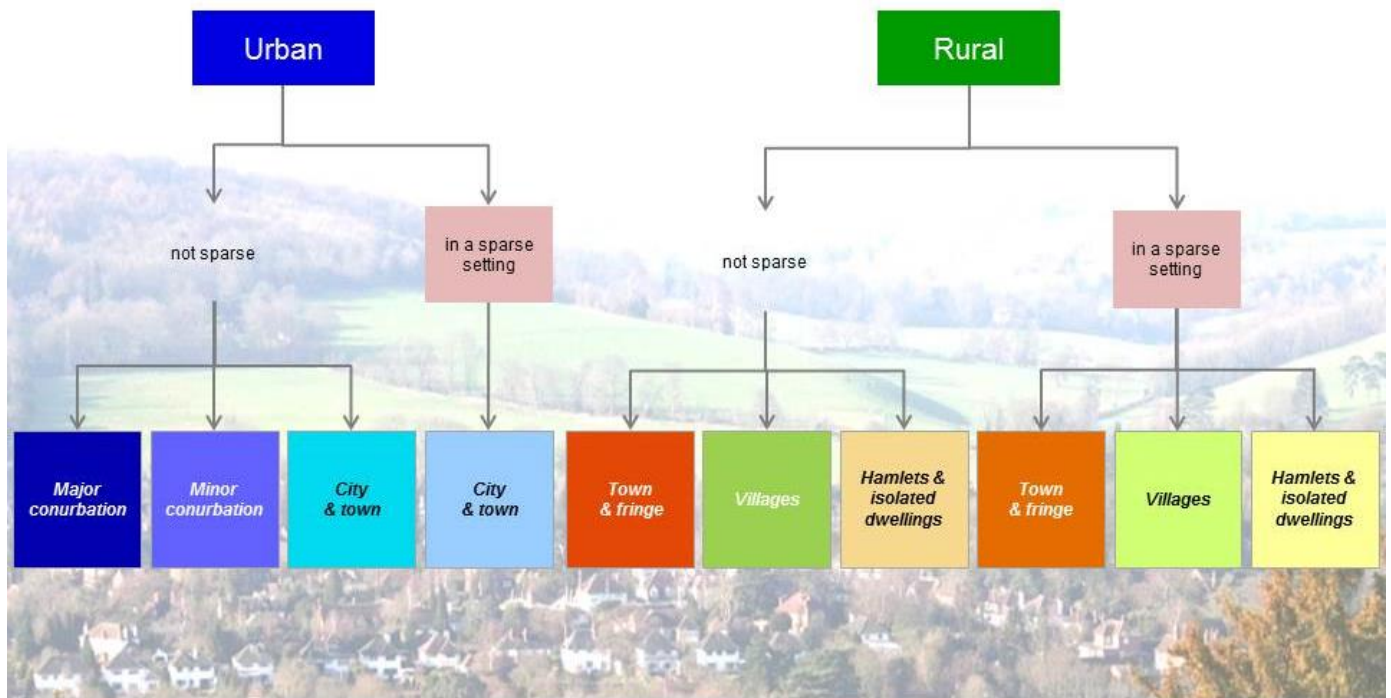 Urban
Rural
not sparse
in a sparse
setting
not sparse
in a sparse
setting
Major
conurbation
Minor
conurbation
City
& town
City
& town
Town
& fringe
Villages
Hamlets &
isolated
dwellings
Town
& fringe
Villages
Hamlets &
isolated
dwellings